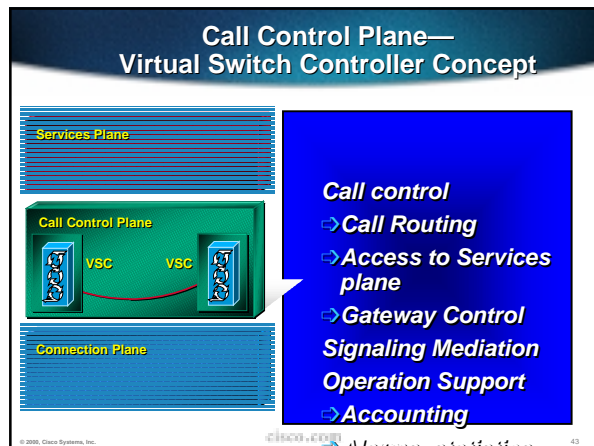 Call Control Plane—
Virtual Switch Controller Concept
Services Plane
Call Control Plane
VSC VSC
Connection Plane
Call control
⇨Call Routing
⇨Access to Services
plane
⇨Gateway Control
Signaling Mediation
Operation Support
⇨Accounting
© 2000, Cisco Systems, Inc.
cisco.com
43